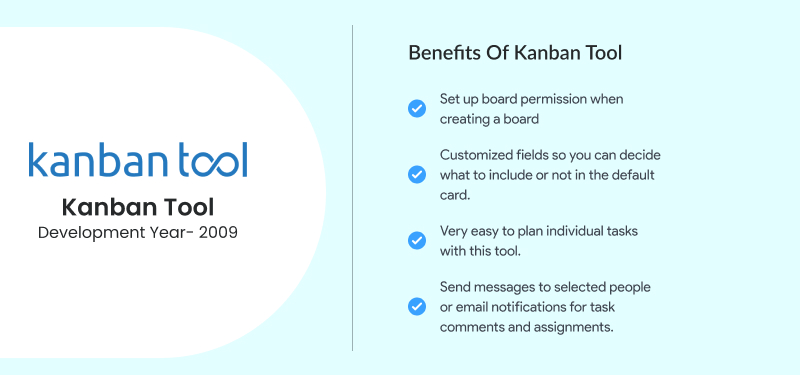 kanban tool
Kanban Tool
Development Year- 2009
Benefits Of Kanban Tool
Set up board permission when
creating a board
Customized fields so you can decide
what to include or not in the default
card.
Very easy to plan individual tasks
with this tool.
Send messages to selected people
or email notifications for task
comments and assignments.